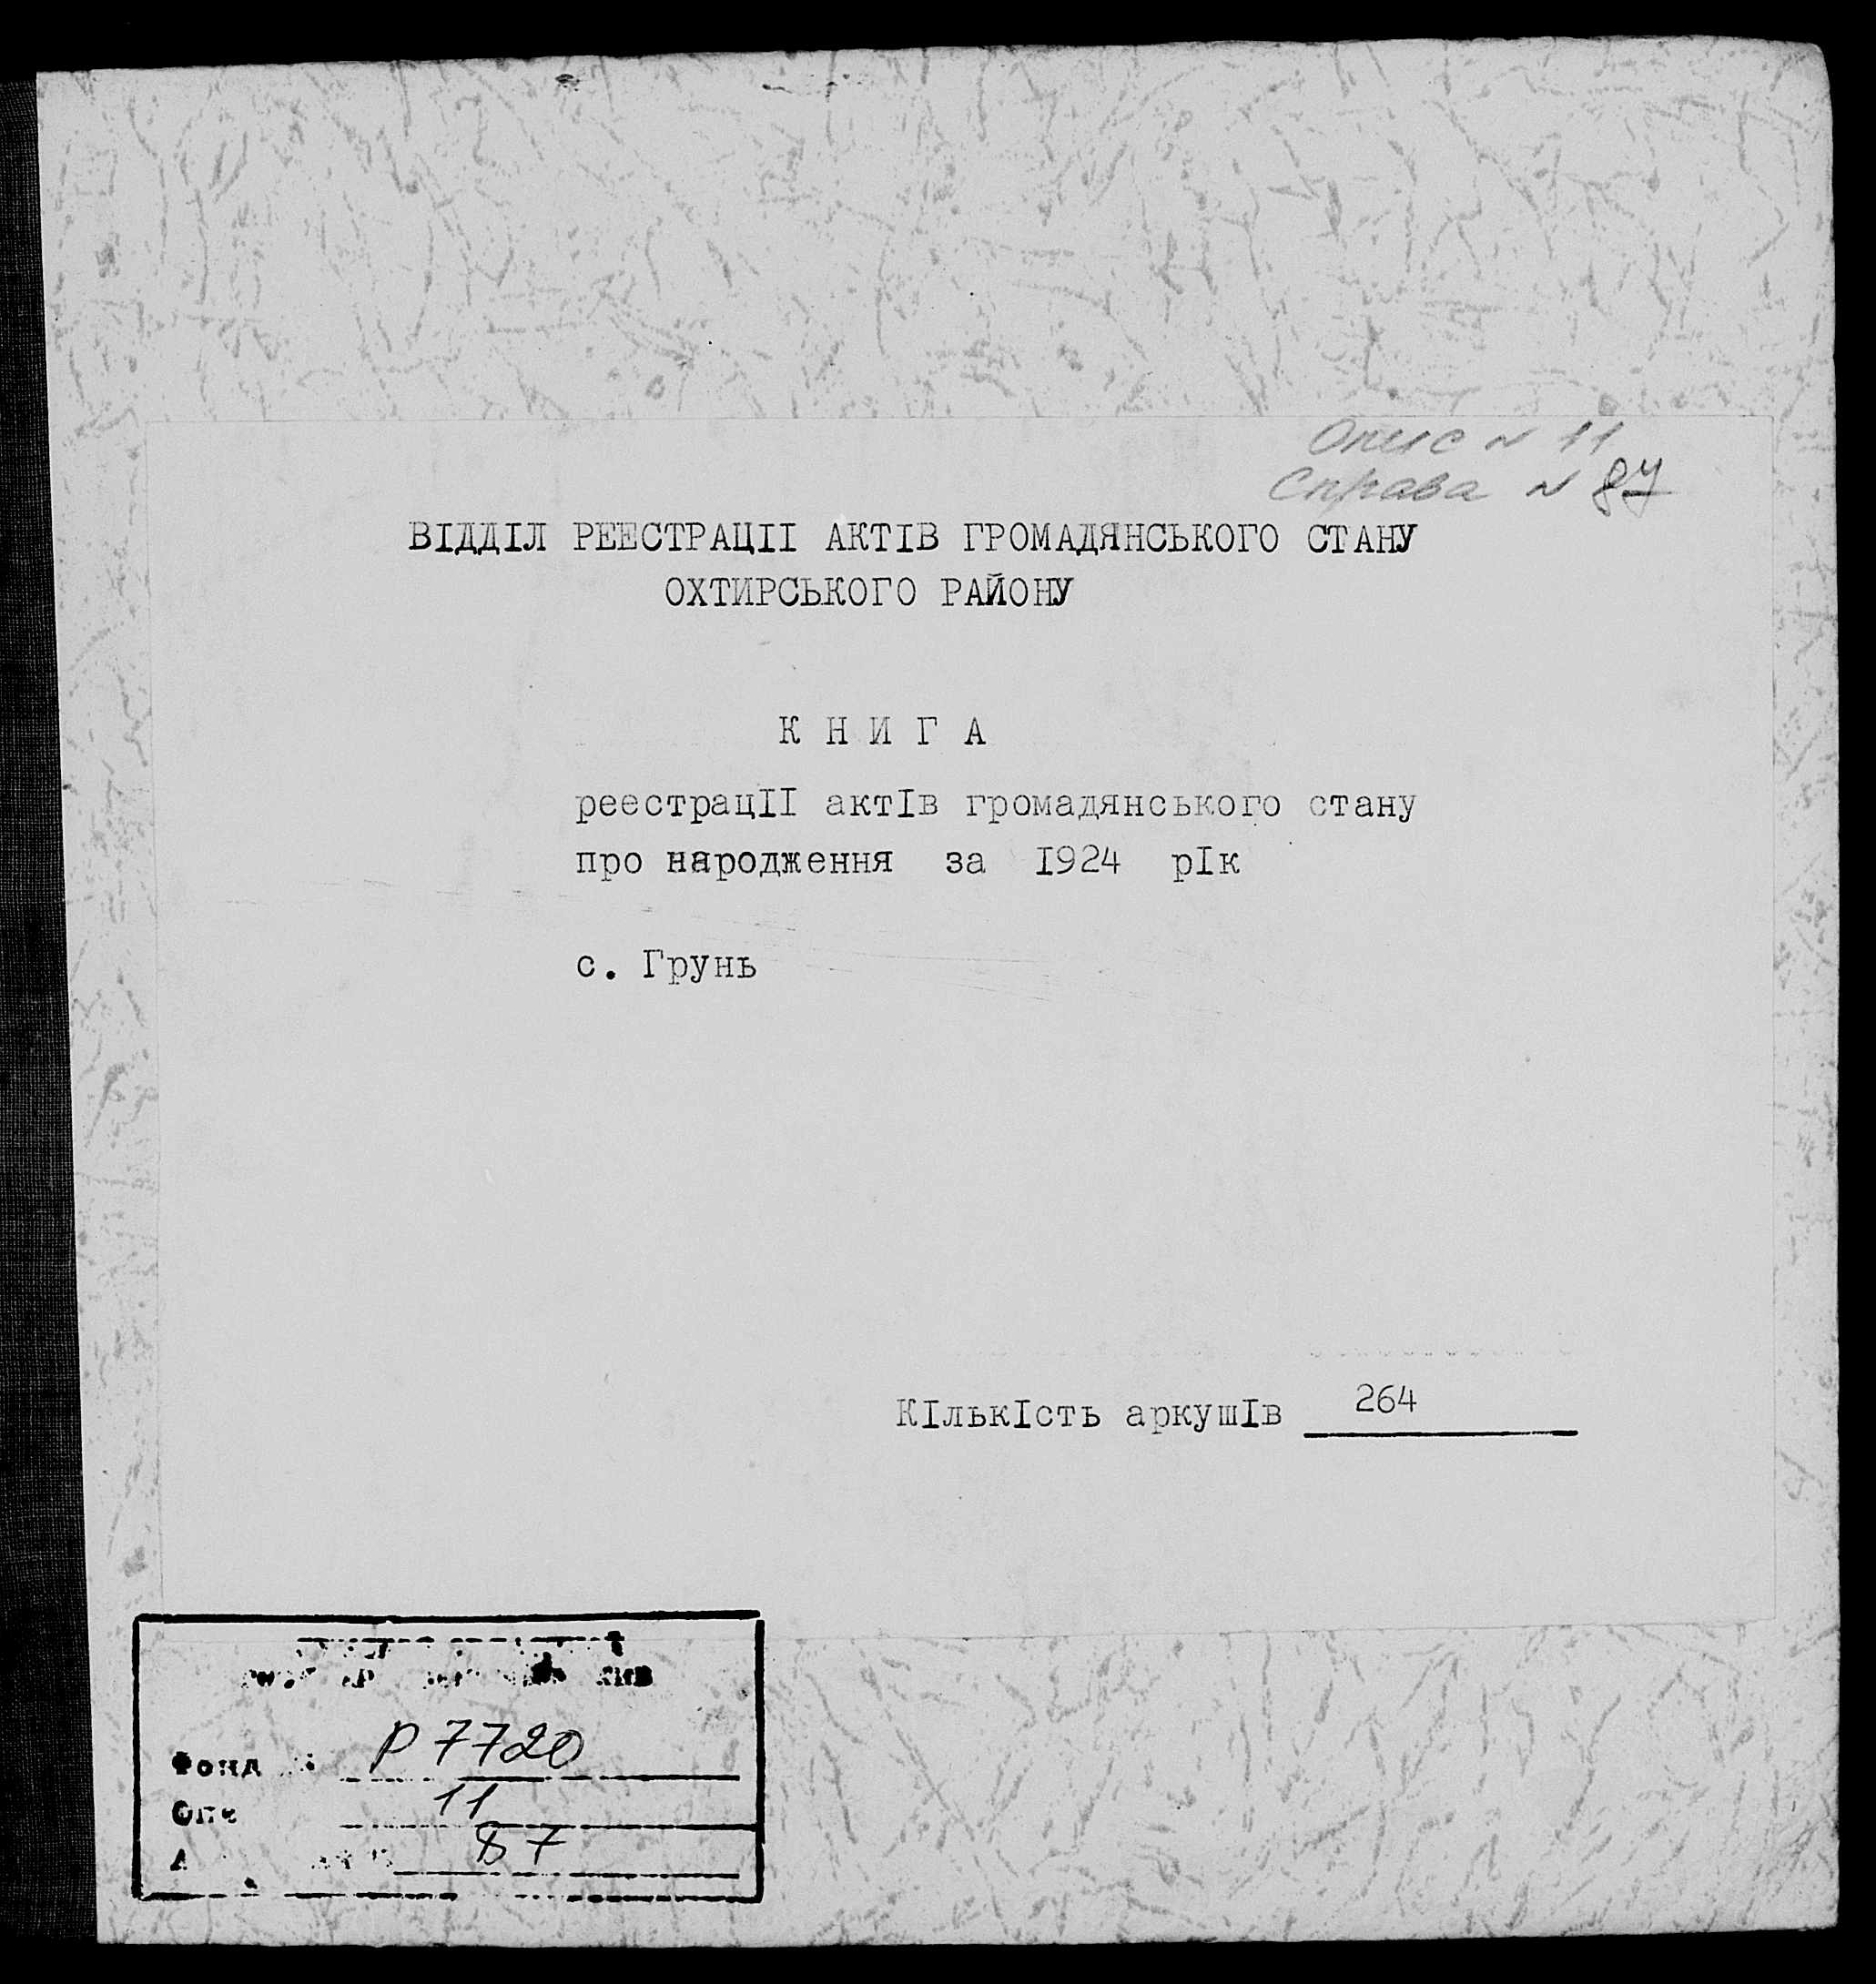 Опис № 11
Справа № 87
ВІДДІЛ РЕЕСТРАЦІІ АКТІВ ГРОМАДЯНСЬКОГО СТАНУ
ОХТИРСЬКОГО РАЙОНУ
К Н И Г А
реестраціІ актІв громадянського стану
про народження за І924 рІк
с. Грунь
КІлькІсть аркушІв 264
Фонд Р 7720
11
87